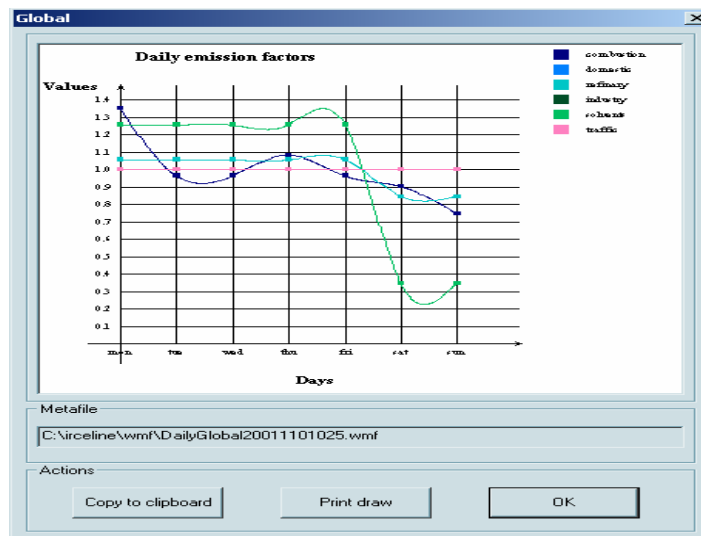 Global
Daily emission factors
Values
1.4
1.3
1.2
1.1
1.0
0.9
0.8
0.7
0.6
0.5
0.4
0.3
0.2
0.1
mon tue wed thu fri sat sun
Days
combustion
domestic
refinary
industry
solvents
traffic
Metafile
C:\irceline\wmf\DailyGlobal20011101025.wmf
Actions
Copy to clipboard Print draw OK